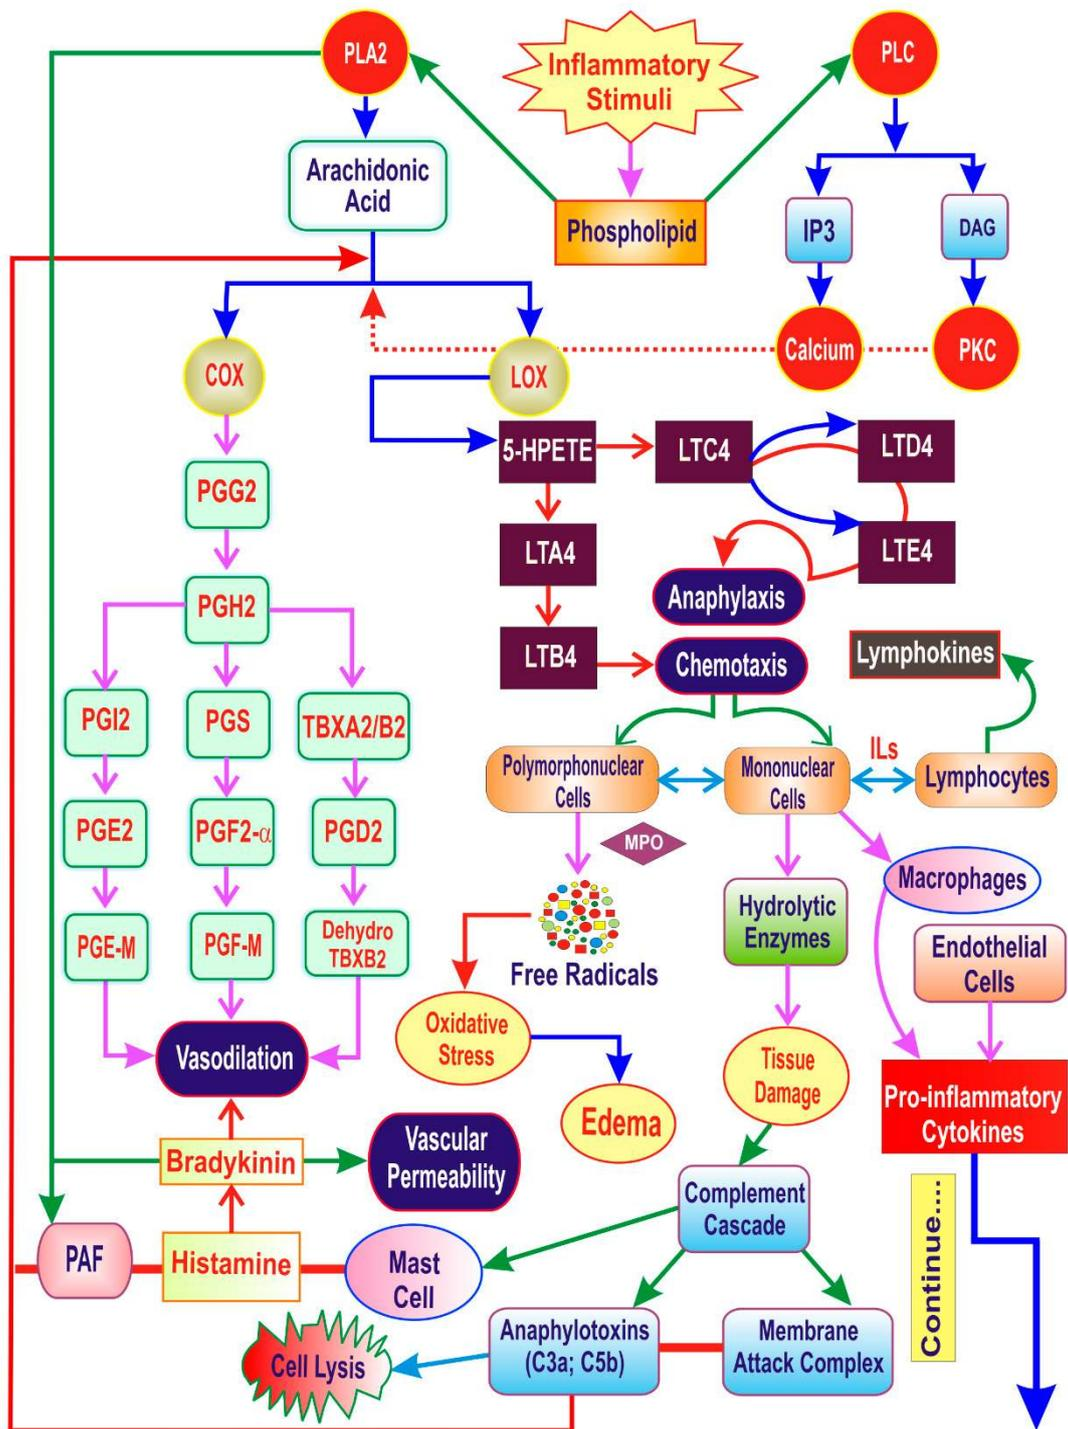 PLA2
Inflammatory
Stimuli
PLC
Arachidonic
Acid
Phospholipid
IP3
DAG
Calcium
PKC
COX
LOX
5-HPETE
LTC4
LTD4
PGG2
LTA4
LTE4
PGH2
Anaphylaxis
LTB4
Chemotaxis
Lymphokines
PGI2
PGS
TBXA2/B2
Polymorphonuclear
Cells
Mononuclear
Cells
ILs
Lymphocytes
PGE2
PGF2-α
PGD2
MPO
Macrophages
Hydrolytic
Enzymes
PGE-M
PGF-M
Dehydro
TBXB2
Free Radicals
Endothelial
Cells
Oxidative
Stress
Vasodilation
Tissue
Damage
Edema
Pro-inflammatory
Cytokines
Bradykinin
Vascular
Permeability
Complement
Cascade
Continue....
PAF
Histamine
Mast
Cell
Anaphylotoxins
(C3a; C5b)
Membrane
Attack Complex
Cell Lysis